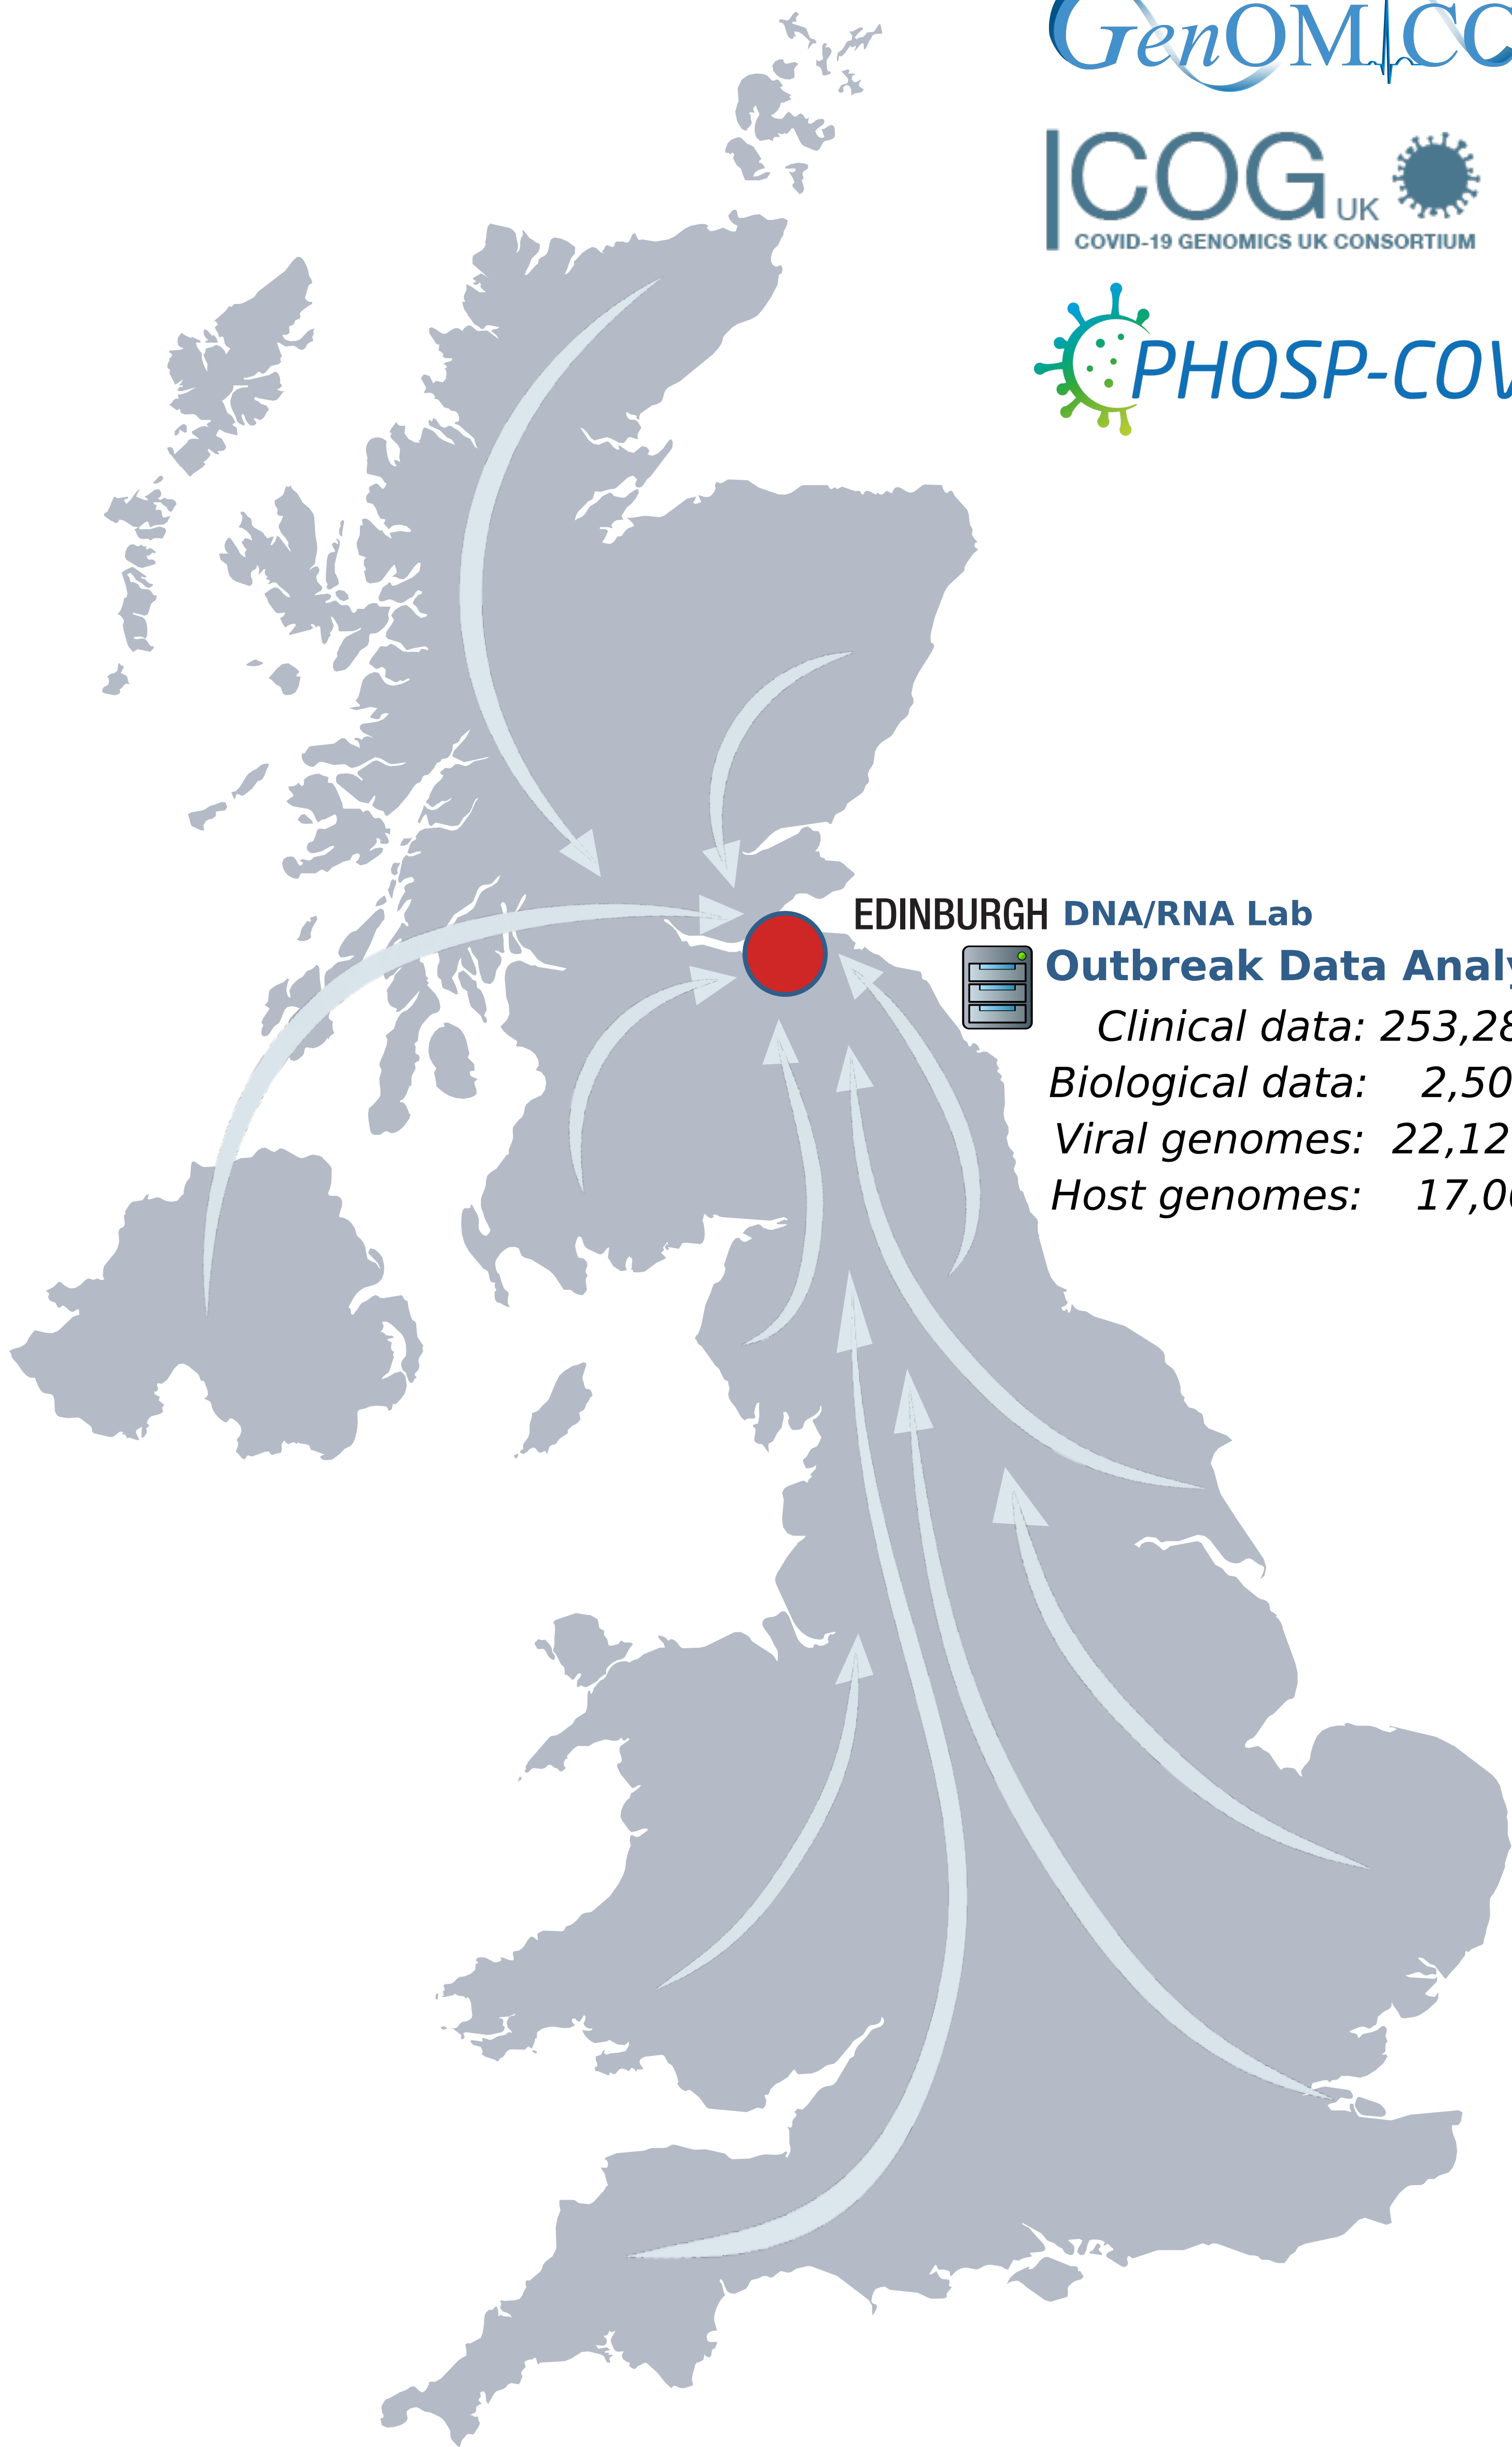 GenOMICC
COG UK
COVID-19 GENOMICS UK CONSORTIUM
PHOSP-COV
EDINBURGH DNA/RNA Lab
Outbreak Data Analy
Clinical data: 253,28
Biological data: 2,50
Viral genomes: 22,12
Host genomes: 17,00